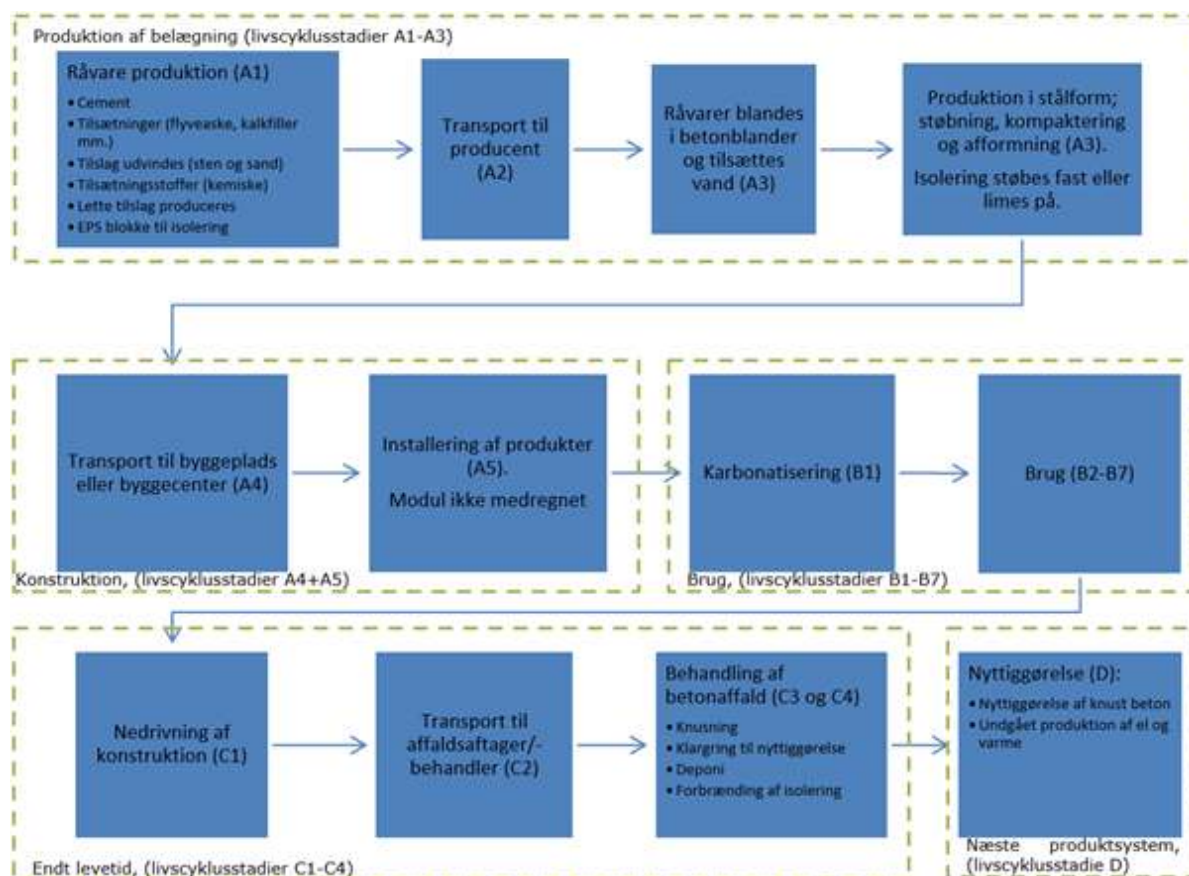 Produktion af belægning (livscyklusstadier A1-A3)
Råvare produktion (A1)
• Cement
• Tilsætninger (flyveaske, kalkfiller
mm.)
• Tilslag udvindes (sten og sand)
• Tilsætningsstoffer (kemiske)
• Lette tilslag produceres
• EPS blokke til isolering
Transport til
producent
(A2)
Råvarer blandes
i betonblander
og tilsættes
vand (A3)
Produktion i stålform;
støbning, kompaktering
og afformning (A3).
Isolering støbes fast eller
limes på.
Transport til byggeplads
eller byggecenter (A4)
Installering af produkter
(A5).
Modul ikke medregnet
Konstruktion, (livscyklusstadier A4+A5)
Karbonatisering (B1)
Brug (B2-B7)
Brug, (livscyklusstadier B1-B7)
Nedrivning af
konstruktion (C1)
Transport til
affaldsaftager/-
behandler (C2)
Behandling af
betonaffald (C3 og C4)
• Knusning
• Klargring til nyttiggørelse
• Deponi
• Forbrænding af isolering
Endt levetid, (livscyklusstadier C1-C4)
Nyttiggørelse (D):
• Nyttiggørelse af knust beton
• Undgået produktion af el og
varme
Næste produktsystem,
(livscyklusstadie D)